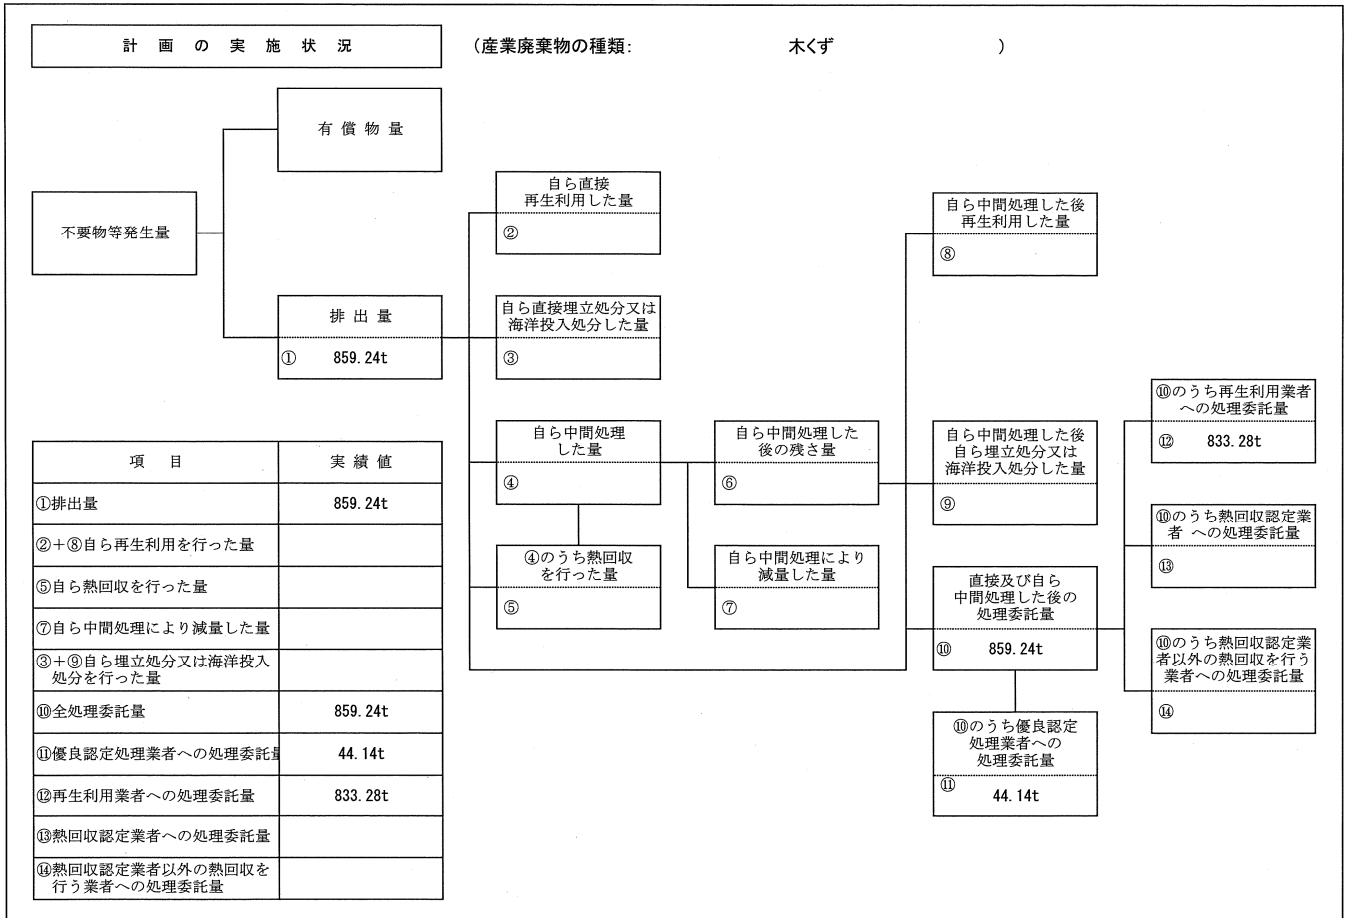 計画の実施状況
(産業廃棄物の種類: 木くず )
有償物量
不要物等発生量
排出量
① 859.24t
自ら直接
再生利用した量
②
自ら直接埋立処分又は
海洋投入処分した量
③
自ら中間処理
した量
④
④のうち熱回収
を行った量
⑤
自ら中間処理した
後の残さ量
⑥
自ら中間処理により
減量した量
⑦
自ら中間処理した後
再生利用した量
⑧
自ら中間処理した後
自ら埋立処分又は
海洋投入処分した量
⑨
直接及び自ら
中間処理した後の
処理委託量
⑩ 859.24t
⑩のうち優良認定
処理業者への
処理委託量
⑪ 44.14t
⑩のうち再生利用業者
への処理委託量
⑫ 833.28t
⑩のうち熱回収認定業
者 への処理委託量
⑬
⑩のうち熱回収認定業
者以外の熱回収を行う
業者への処理委託量
⑭
項目 実績値
①排出量 859.24t
②+⑧自ら再生利用を行った量
⑤自ら熱回収を行った量
⑦自ら中間処理により減量した量
③+⑨自ら埋立処分又は海洋投入
処分を行った量
⑩全処理委託量 859.24t
⑪優良認定処理業者への処理委託量 44.14t
⑫再生利用業者への処理委託量 833.28t
⑬熱回収認定業者への処理委託量
⑭熱回収認定業者以外の熱回収を
行う業者への処理委託量